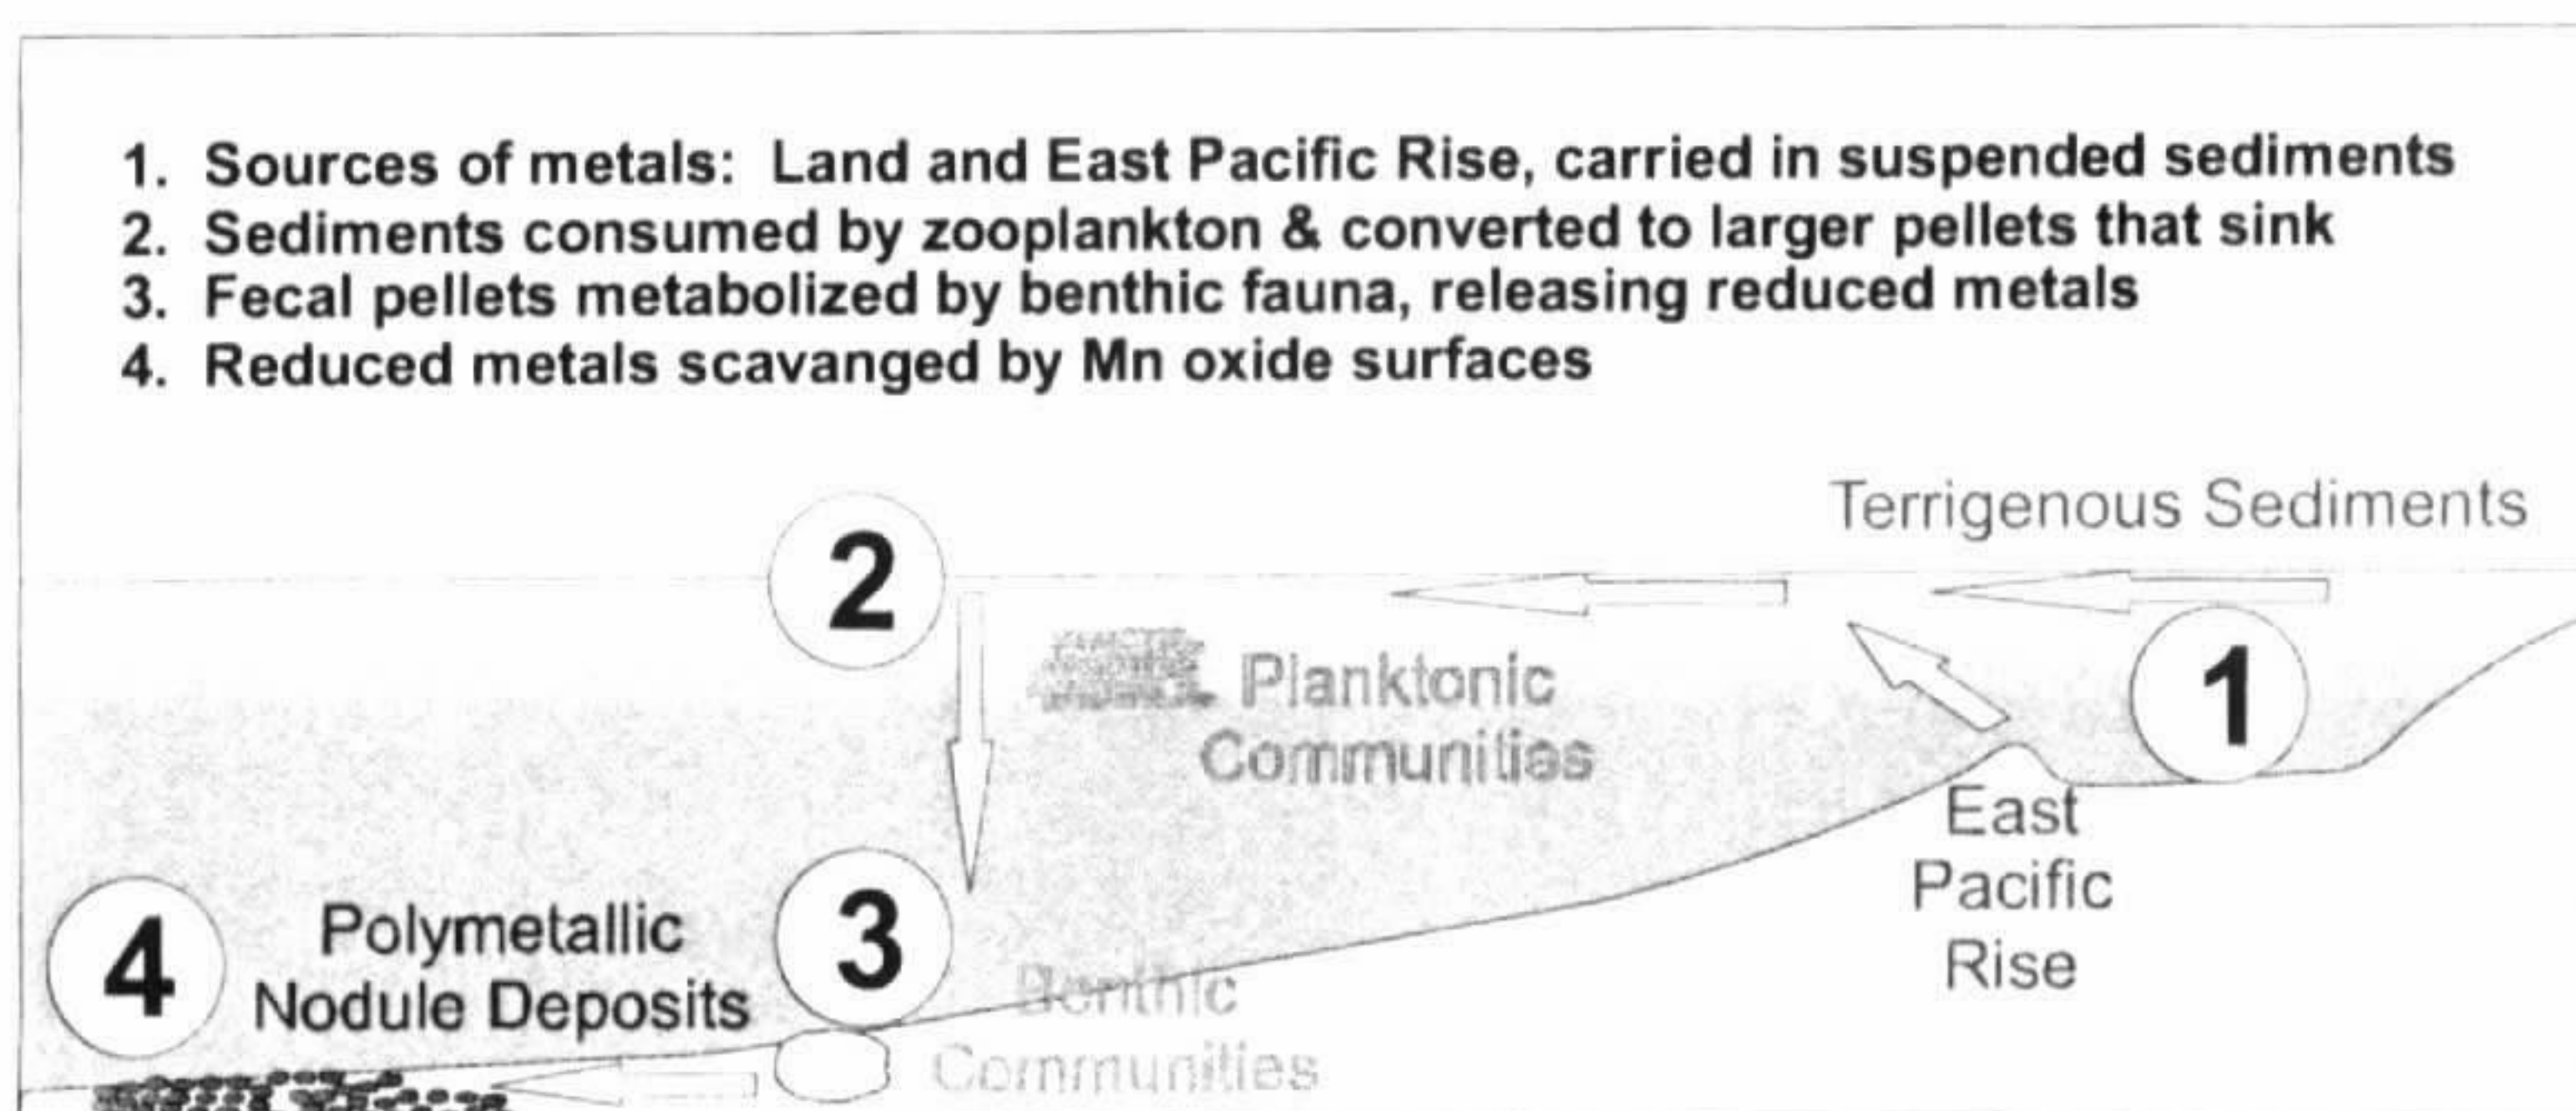 1. Sources of metals: Land and East Pacific Rise, carried in suspended sediments
2. Sediments consumed by zooplankton & converted to larger pellets that sink
3. Fecal pellets metabolized by benthic fauna, releasing reduced metals
4. Reduced metals scavanged by Mn oxide surfaces
Terrigenous Sediments
2
Planktonic
Communities
1
East
Pacific
Rise
3
4
Polymetallic
Nodule Deposits
Benthic
Communities